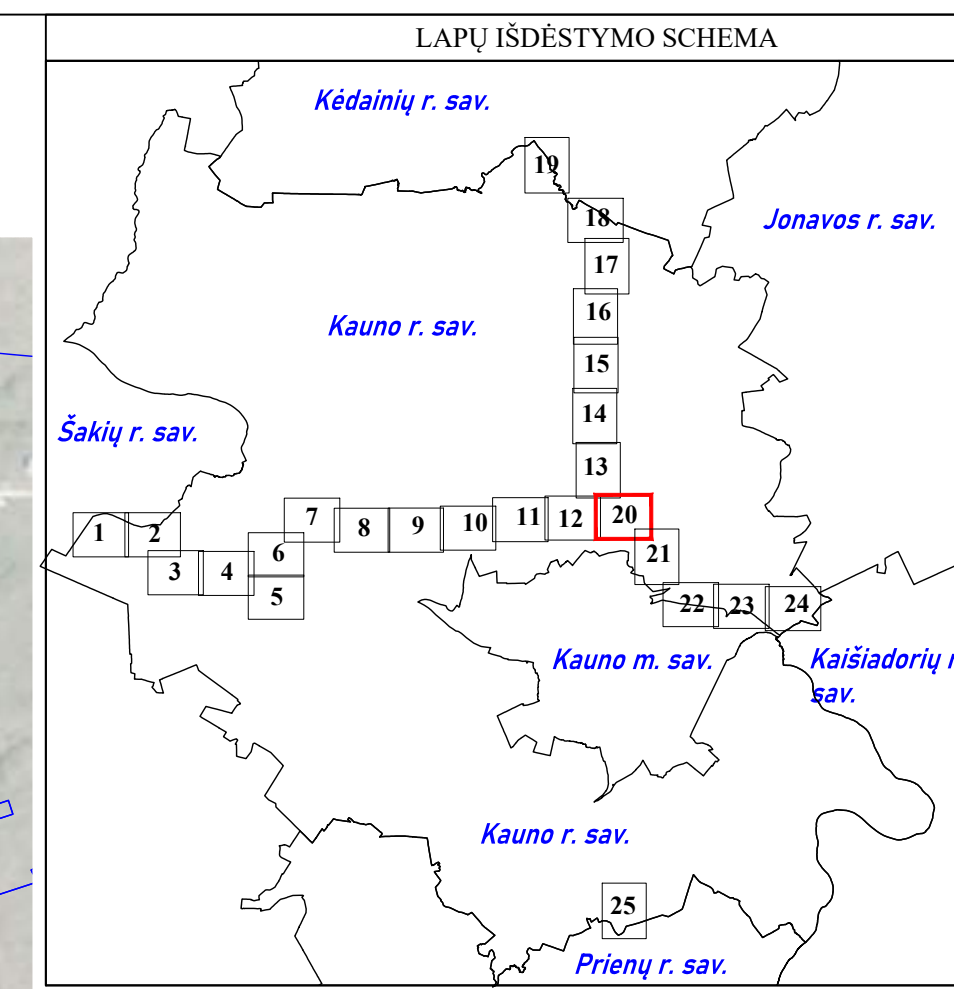 LAPŲ IŠDĖSTYMO SCHEMA
Kėdainių r. sav.
19
18
Jonavos r. sav.
17
16
Kauno r. sav.
15
14
Šakių r. sav.
13
1
2
7
8
9
10
11
12
20
6
21
3
4
5
22
23
24
Kauno m. sav.
Kaišiadorių
sav.
Kauno r. sav.
25
Prienų r. sav.